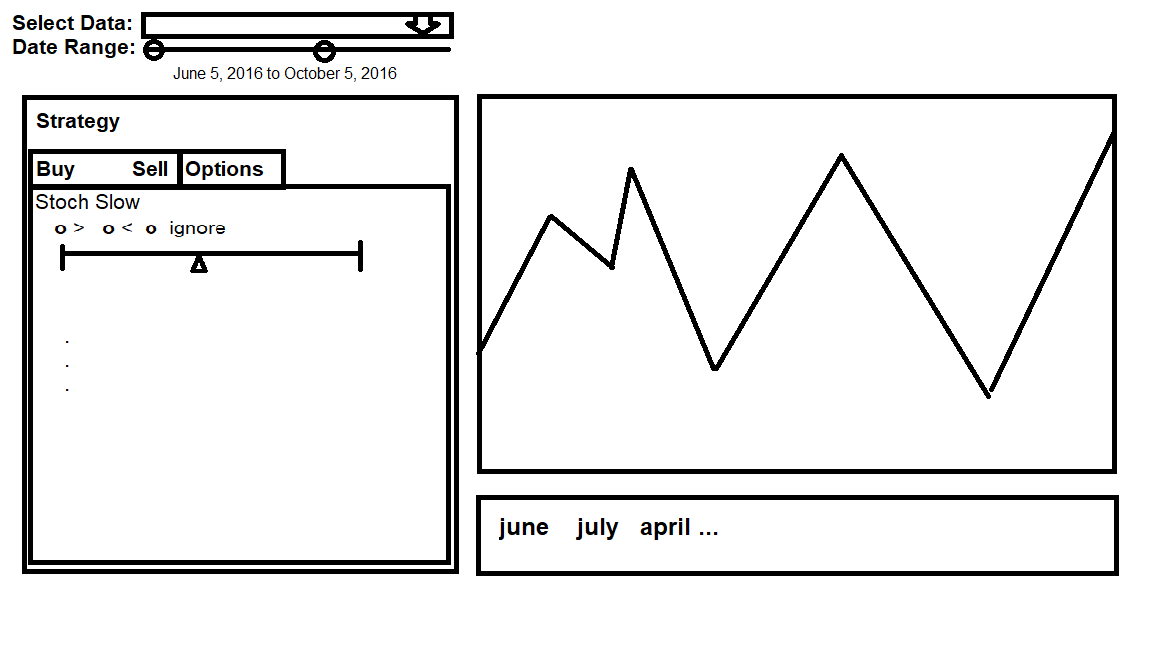 Select Data:
Date Range:
June 5, 2016 to October 5, 2016
Strategy
Buy Sell Options
Stoch Slow
o > o < o ignore
.
.
.
june july april ...